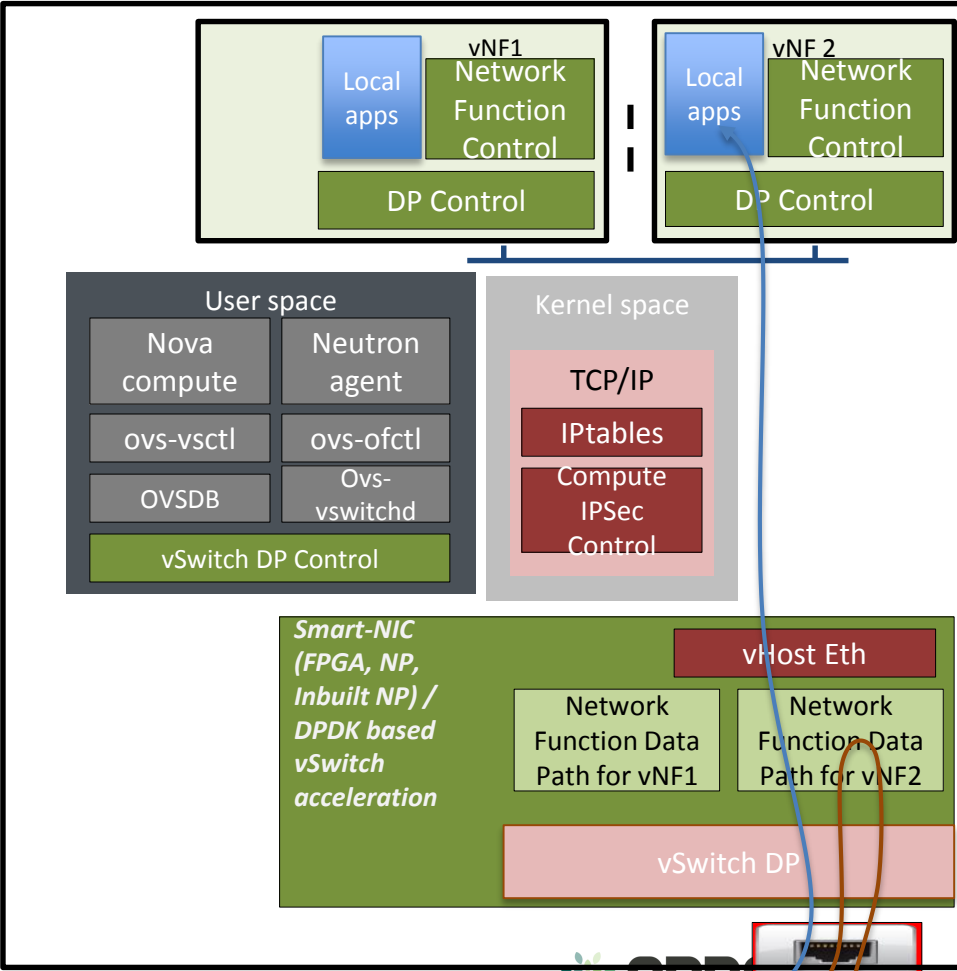 vNF1
Local
apps
Network
Function
Control
DP Control
vNF 2
Local
apps
Network
Function
Control
DP Control
User space
Nova
compute
Neutron
agent
ovs-vsctl
ovs-ofctl
OVSDB
Ovs-
vswitchd
vSwitch DP Control
Kernel space
TCP/IP
IPtables
Compute
IPSec
Control
Smart-NIC
(FPGA, NP,
Inbuilt NP) /
DPDK based
vSwitch
acceleration
vHost Eth
Network
Function Data
Path for vNF1
Network
Function Data
Path for vNF2
vSwitch DP